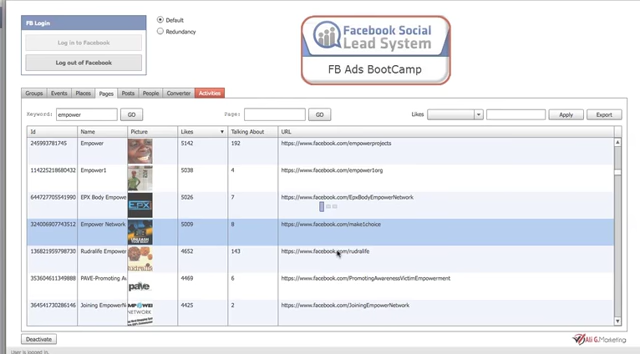 FB Login
Log in to Facebook
Log out of Facebook
Default
Redundancy
Facebook Social
Lead System
FB Ads BootCamp
Groups Events Places Pages Posts People Converter Activities
Keyword: empower GO Page: GO Likes Apply Export
Id Name Picture Likes Talking About URL
245993781745 Empower 5142 192 https://www.facebook.com/empowerprojects
114225218680432 Empower1 5038 4 https://www.facebook.com/empower1org
644727705541990 EPX Body Empowe EPX 5026 7 https://www.facebook.com/EpxBodyEmpowerNetwork
324006907743512 Empower Network 5009 8 https://www.facebook.com/make1choice
136821959798730 Rudralife Empower 4652 143 https://www.facebook.com/rudralife
353604611349888 PAVE-Promoting Av 4469 6 https://www.facebook.com/PromotingAwarenessVictimEmpowerment
364541730286146 Joining EmpowerN 4425 2 https://www.facebook.com/JoiningEmpowerNetwork
Deactivate
Ali G.Marketing
User is logged in.